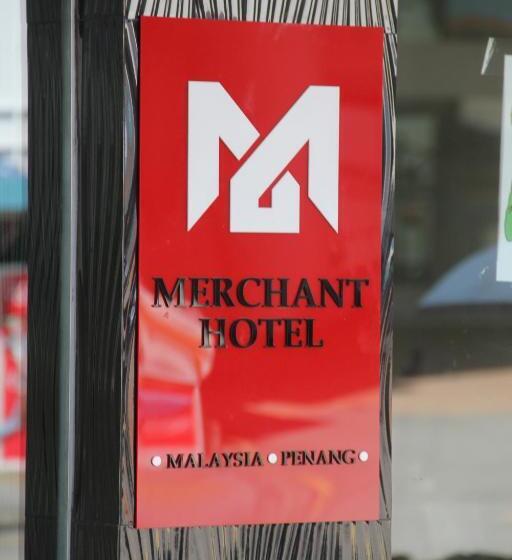 MERCHANT
HOTEL
• MALAYSIA • PENANG •